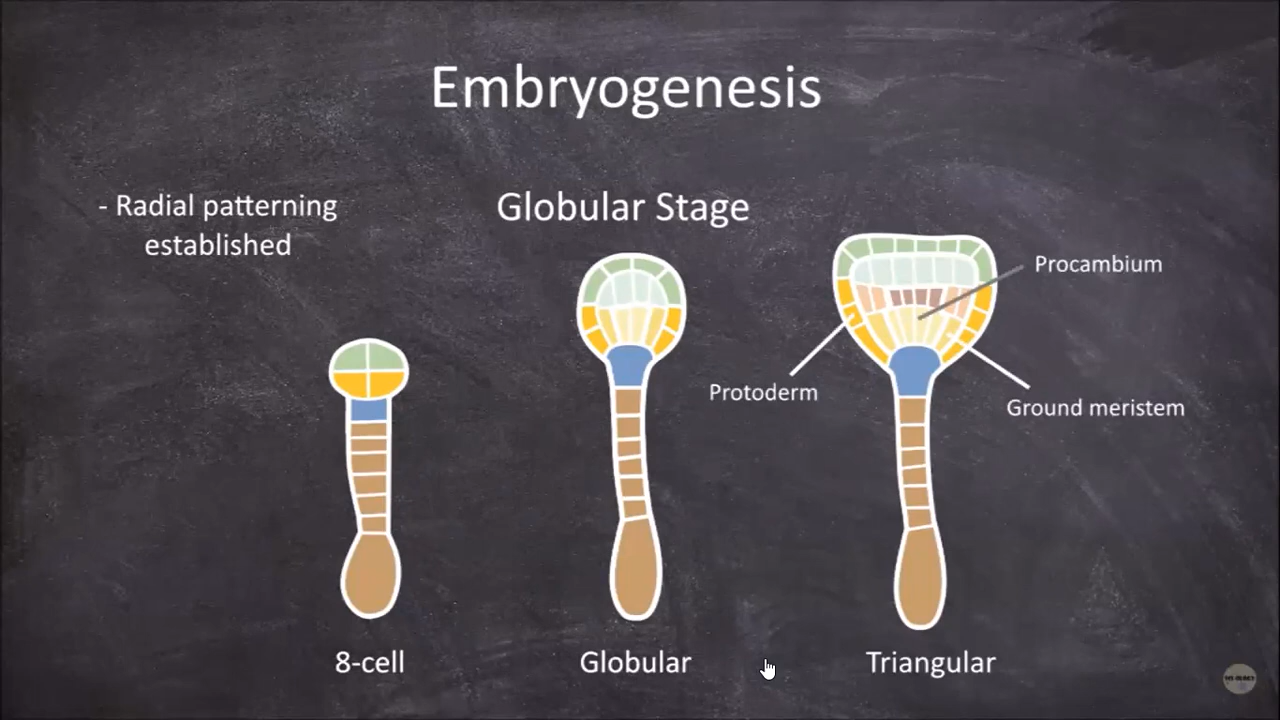 Embryogenesis
- Radial patterning
established
Globular Stage
Procambium
Protoderm
Ground meristem
8-cell
Globular
Triangular